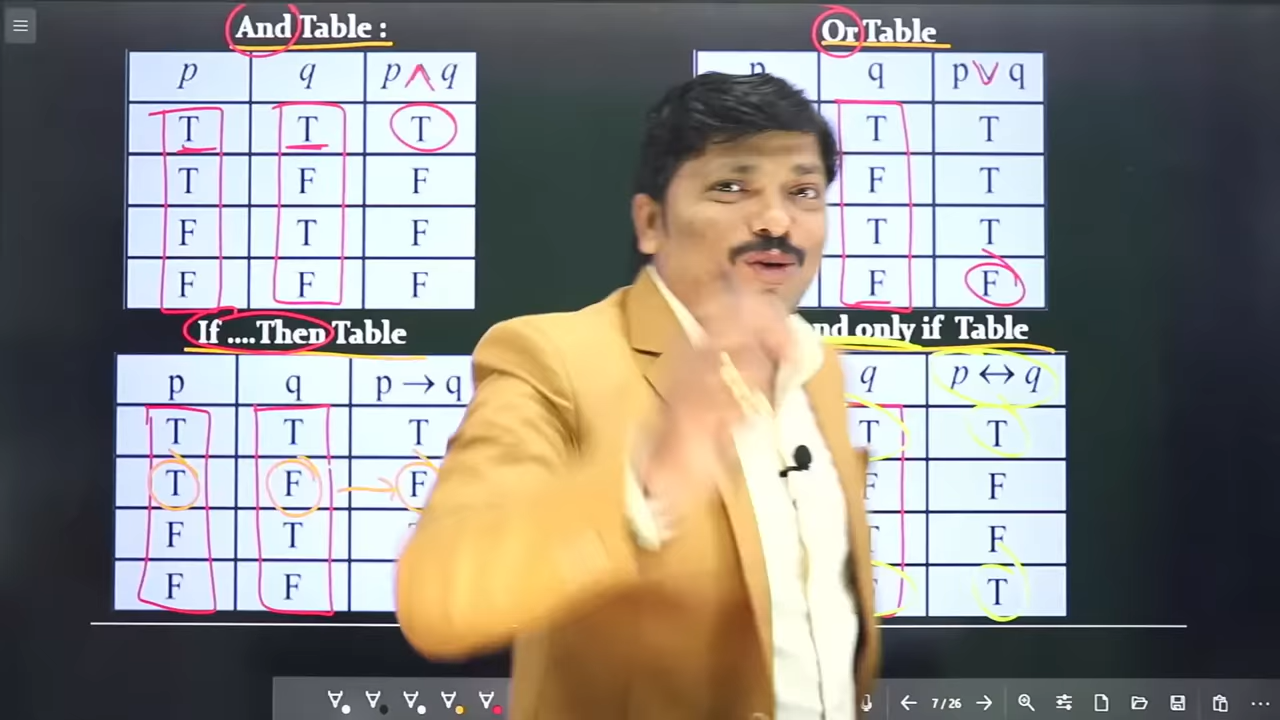 And Table :
p q p ∧ q
T T T
T F F
F T F
F F F
Or Table
p q p ∨ q
T T
F T
T T
F F
If ....Then Table
p q p → q
T T T
T F F
F T
F F
nd only if Table
q p ↔ q
T T
F F
F
T
7/26